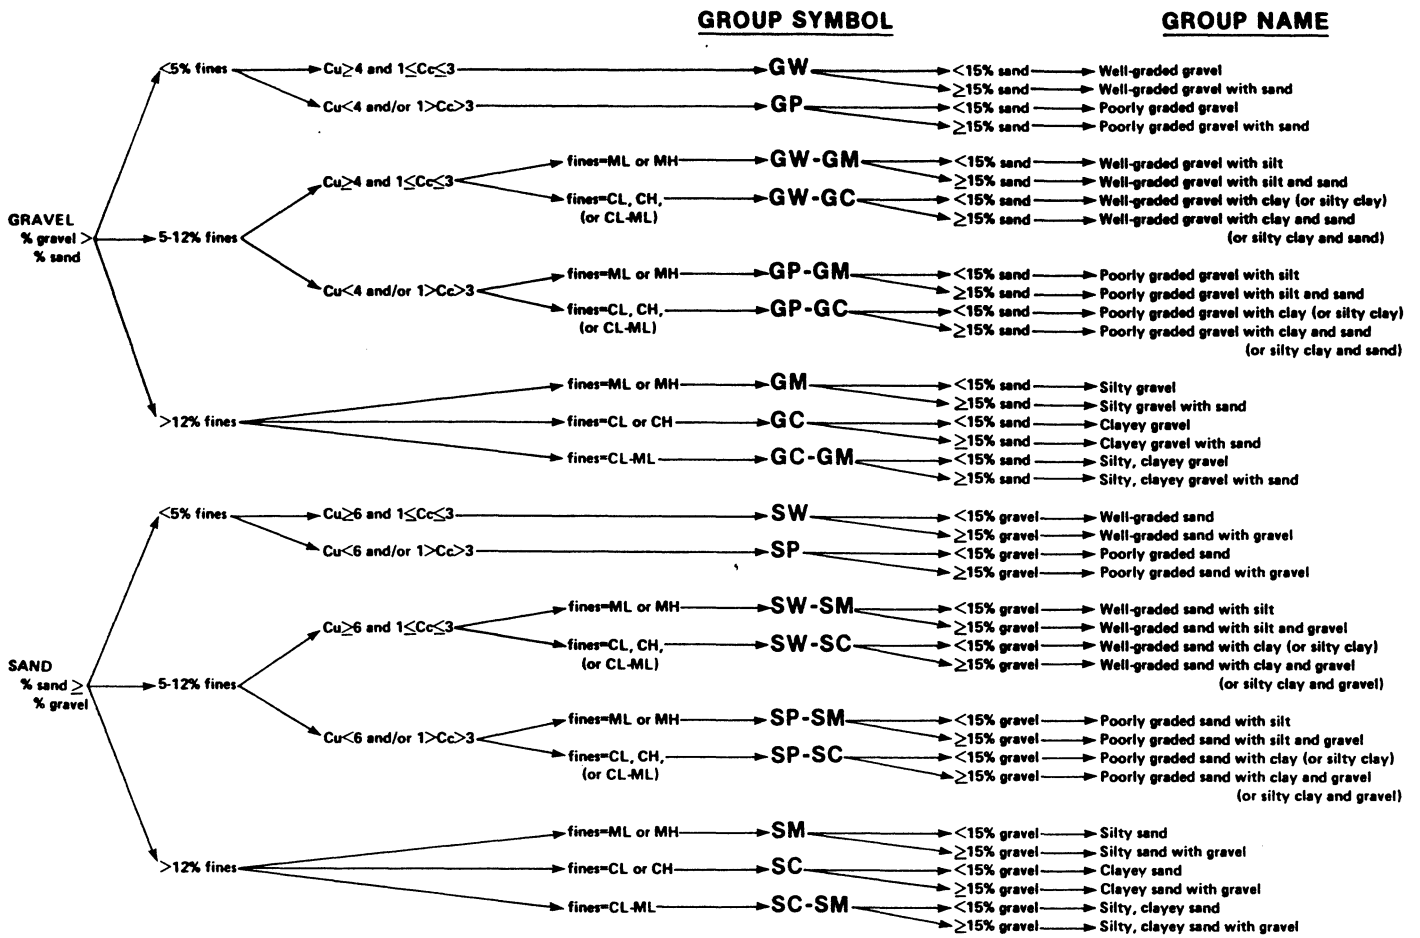 GROUP SYMBOL GROUP NAME
<5% fines Cu≥4 and 1≤Cc≤3 GW <15% sand Well-graded gravel
≥15% sand Well-graded gravel with sand
Cu<4 and/or 1>Cc>3 GP <15% sand Poorly graded gravel
≥15% sand Poorly graded gravel with sand
fines=ML or MH GW-GM <15% sand Well-graded gravel with silt
Cu≥4 and 1≤Cc≤3 ≥15% sand Well-graded gravel with silt and sand
fines=CL, CH, GW-GC <15% sand Well-graded gravel with clay (or silty clay)
GRAVEL (or CL-ML) ≥15% sand Well-graded gravel with clay and sand
% gravel > 5-12% fines (or silty clay and sand)
% sand
fines=ML or MH GP-GM <15% sand Poorly graded gravel with silt
Cu<4 and/or 1>Cc>3 ≥15% sand Poorly graded gravel with silt and sand
fines=CL, CH, GP-GC <15% sand Poorly graded gravel with clay (or silty clay)
(or CL-ML) ≥15% sand Poorly graded gravel with clay and sand
(or silty clay and sand)
fines=ML or MH GM <15% sand Silty gravel
≥15% sand Silty gravel with sand
>12% fines fines=CL or CH GC <15% sand Clayey gravel
≥15% sand Clayey gravel with sand
fines=CL-ML GC-GM <15% sand Silty, clayey gravel
≥15% sand Silty, clayey gravel with sand
<5% fines Cu≥6 and 1≤Cc≤3 SW <15% gravel Well-graded sand
≥15% gravel Well-graded sand with gravel
Cu<6 and/or 1>Cc>3 SP <15% gravel Poorly graded sand
≥15% gravel Poorly graded sand with gravel
fines=ML or MH SW-SM <15% gravel Well-graded sand with silt
Cu≥6 and 1≤Cc≤3 ≥15% gravel Well-graded sand with silt and gravel
fines=CL, CH, SW-SC <15% gravel Well-graded sand with clay (or silty clay)
SAND (or CL-ML) ≥15% gravel Well-graded sand with clay and gravel
% sand ≥ 5-12% fines (or silty clay and gravel)
% gravel
fines=ML or MH SP-SM <15% gravel Poorly graded sand with silt
Cu<6 and/or 1>Cc>3 ≥15% gravel Poorly graded sand with silt and gravel
fines=CL, CH, SP-SC <15% gravel Poorly graded sand with clay (or silty clay)
(or CL-ML) ≥15% gravel Poorly graded sand with clay and gravel
(or silty clay and gravel)
fines=ML or MH SM <15% gravel Silty sand
≥15% gravel Silty sand with gravel
>12% fines fines=CL or CH SC <15% gravel Clayey sand
≥15% gravel Clayey sand with gravel
fines=CL-ML SC-SM <15% gravel Silty, clayey sand
≥15% gravel Silty, clayey sand with gravel